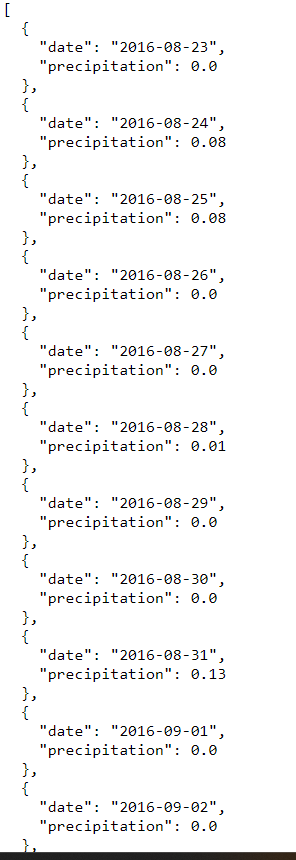 [
  {
    "date": "2016-08-23",
    "precipitation": 0.0
  },
  {
    "date": "2016-08-24",
    "precipitation": 0.08
  },
  {
    "date": "2016-08-25",
    "precipitation": 0.08
  },
  {
    "date": "2016-08-26",
    "precipitation": 0.0
  },
  {
    "date": "2016-08-27",
    "precipitation": 0.0
  },
  {
    "date": "2016-08-28",
    "precipitation": 0.01
  },
  {
    "date": "2016-08-29",
    "precipitation": 0.0
  },
  {
    "date": "2016-08-30",
    "precipitation": 0.0
  },
  {
    "date": "2016-08-31",
    "precipitation": 0.13
  },
  {
    "date": "2016-09-01",
    "precipitation": 0.0
  },
  {
    "date": "2016-09-02",
    "precipitation": 0.0
  },